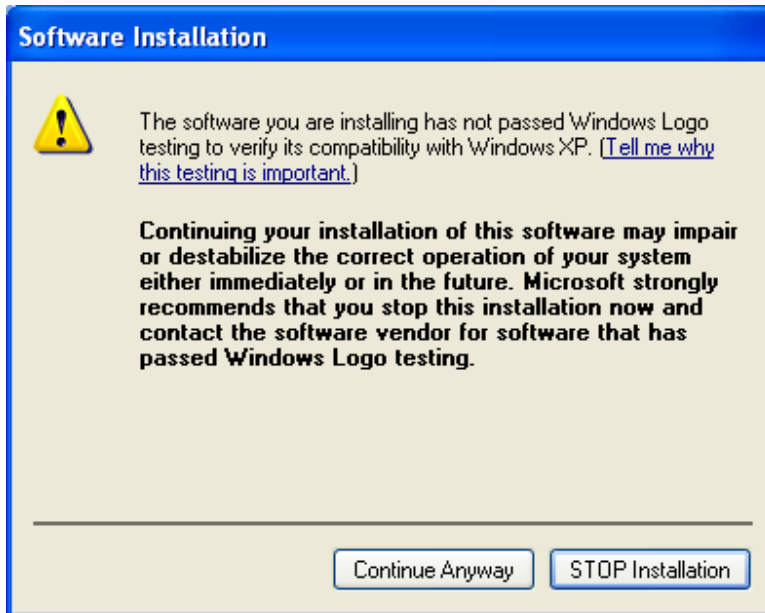 Software Installation
The software you are installing has not passed Windows Logo
testing to verify its compatibility with Windows XP. (Tell me why
this testing is important.)
Continuing your installation of this software may impair
or destabilize the correct operation of your system
either immediately or in the future. Microsoft strongly
recommends that you stop this installation now and
contact the software vendor for software that has
passed Windows Logo testing.
Continue Anyway
STOP Installation